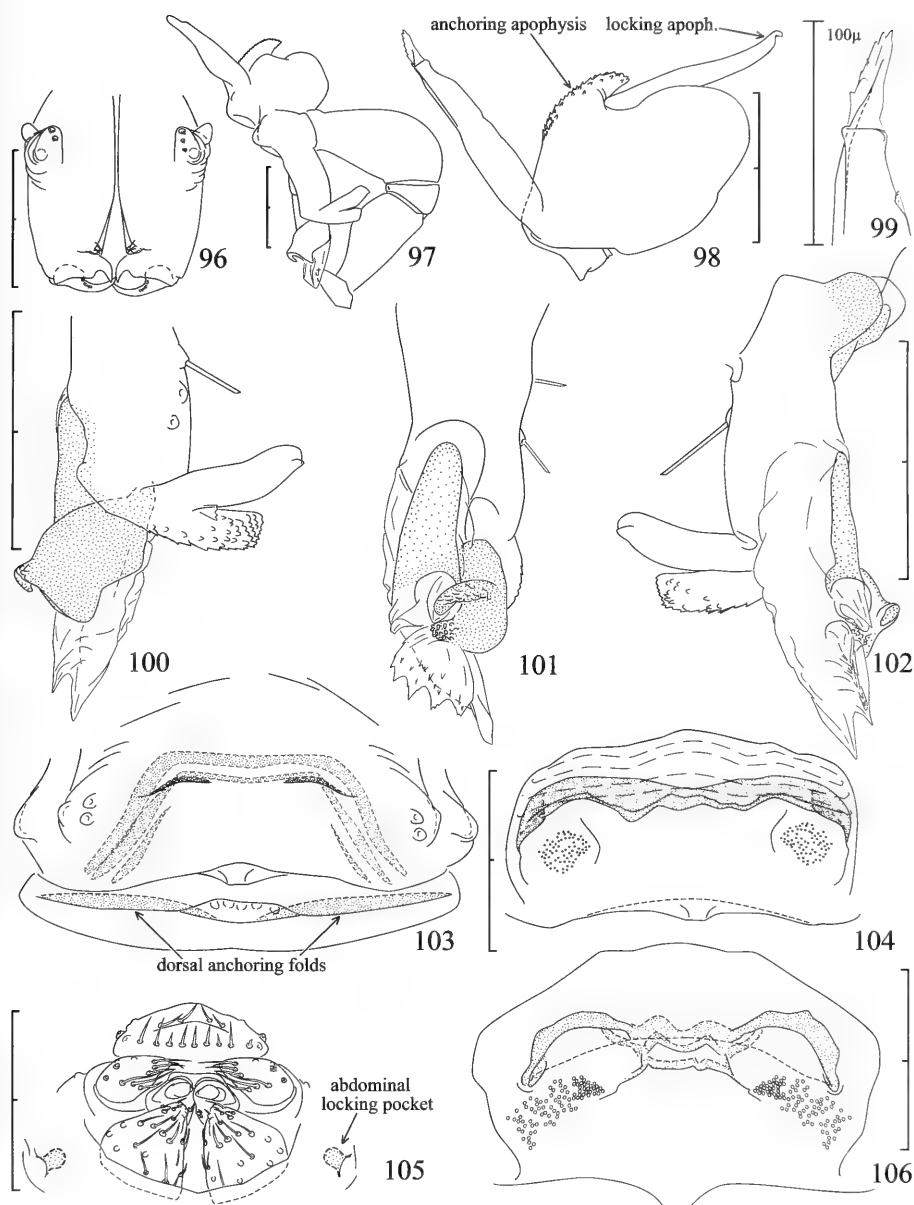 anchoring apophysis locking apoph.
100μ
96
97
98
99
100
101
102
103
dorsal anchoring folds
104
abdominal
locking pocket
105
106